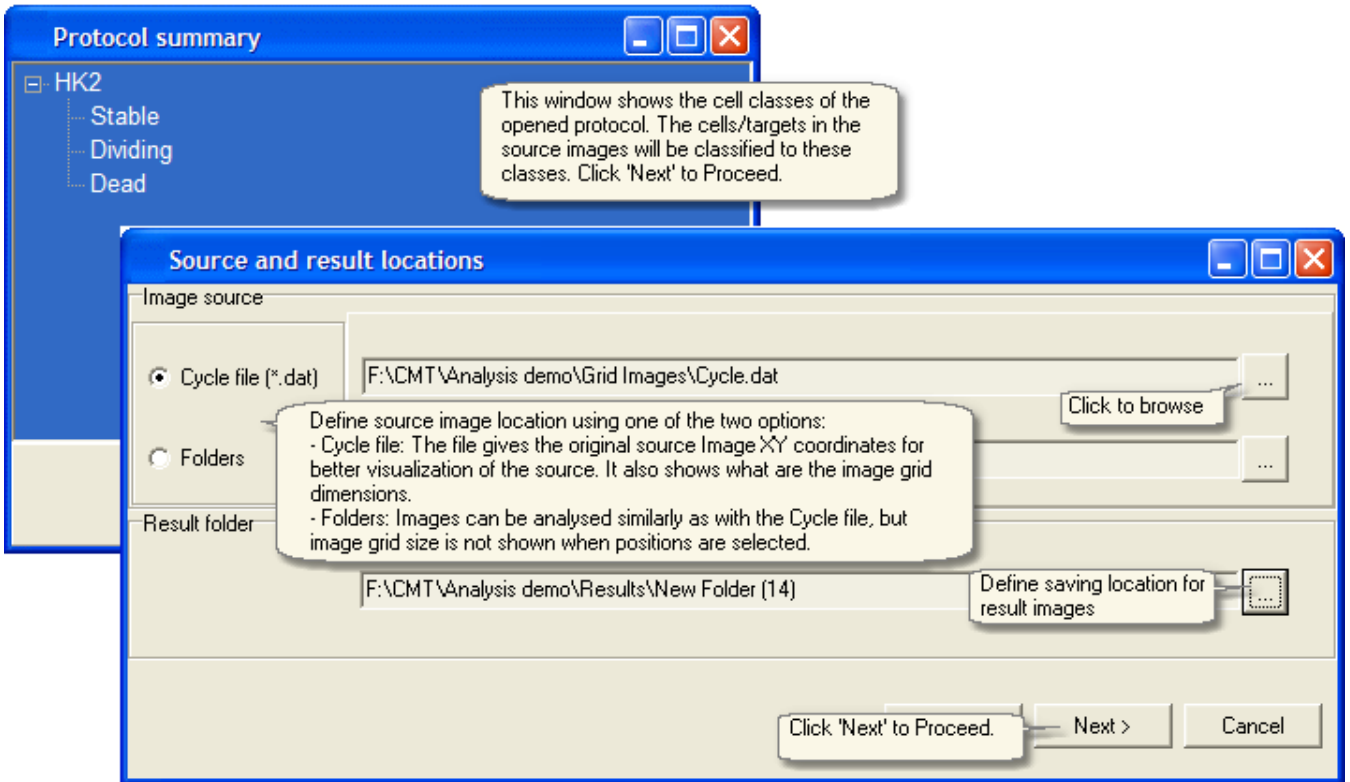 Protocol summary
HK2
Stable
Dividing
Dead
This window shows the cell classes of the
opened protocol. The cells/targets in the
source images will be classified to these
classes. Click 'Next' to Proceed.
Source and result locations
Image source
Cycle file (*.dat)
F:\CMT\Analysis demo\Grid Images\Cycle.dat
...
Click to browse
Folders
...
Define source image location using one of the two options:
- Cycle file: The file gives the original source Image XY coordinates for
better visualization of the source. It also shows what are the image grid
dimensions.
- Folders: Images can be analysed similarly as with the Cycle file, but
image grid size is not shown when positions are selected.
Result folder
F:\CMT\Analysis demo\Results\New Folder (14)
Define saving location for
result images
...
Click 'Next' to Proceed.
Next >
Cancel